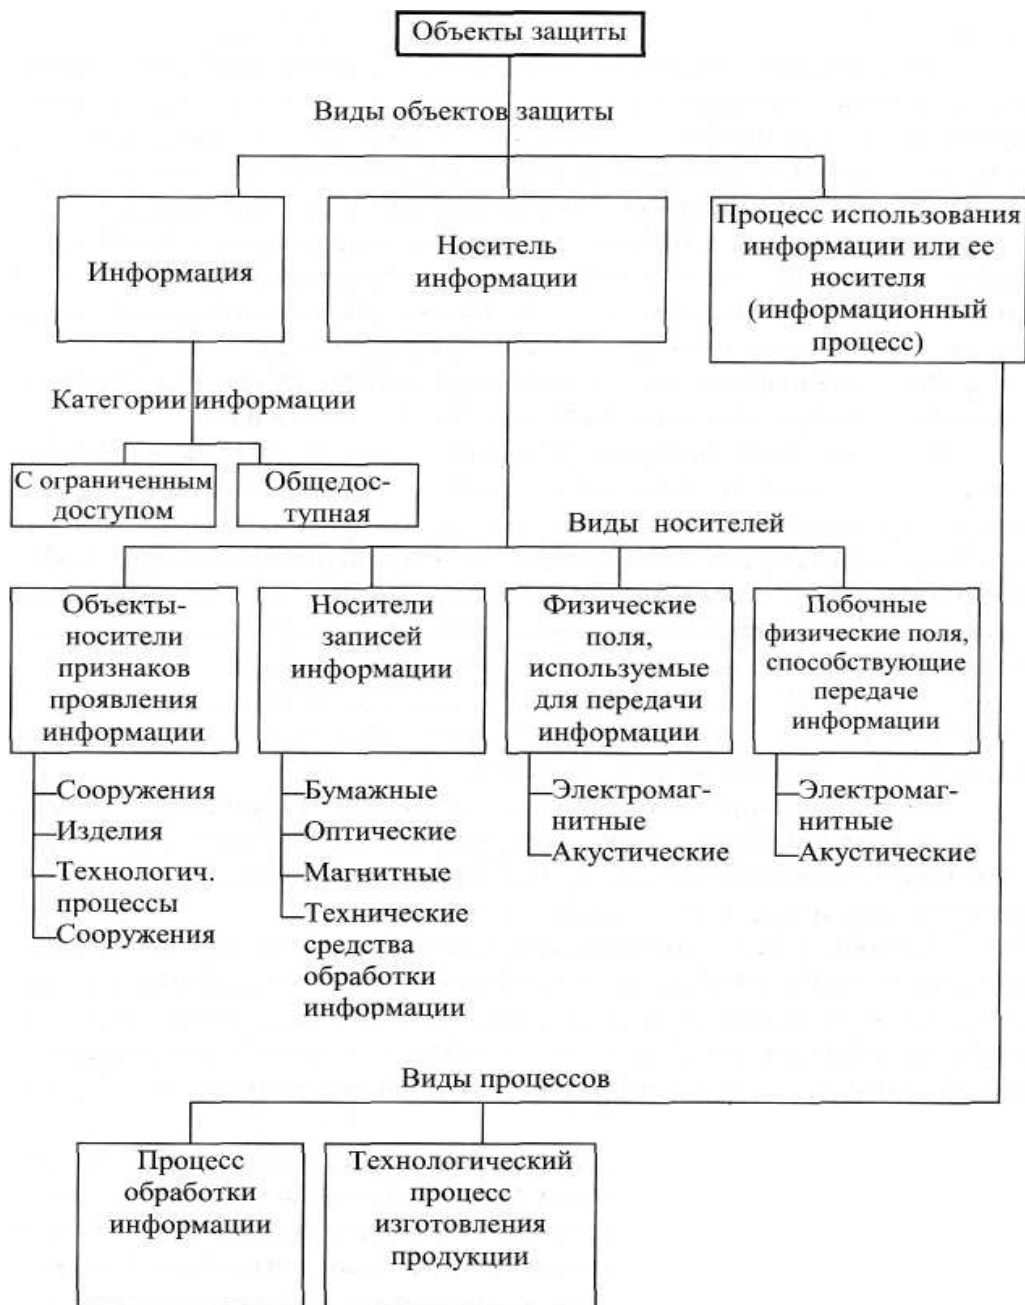 Объекты защиты
Виды объектов защиты
Информация
Носитель
информации
Процесс использования
информации или ее
носителя
(информационный
процесс)
Категории информации
С ограниченным
доступом
Общедос-
тупная
Виды носителей
Объекты-
носители
признаков
проявления
информации
Носители
записей
информации
Физические
поля,
используемые
для передачи
информации
Побочные
физические поля,
способствующие
передаче
информации
Сооружения
Изделия
Технологич.
процессы
Сооружения
Бумажные
Оптические
Магнитные
Технические
средства
обработки
информации
Электромаг-
нитные
Акустические
Электромаг-
нитные
Акустические
Виды процессов
Процесс
обработки
информации
Технологический
процесс
изготовления
продукции